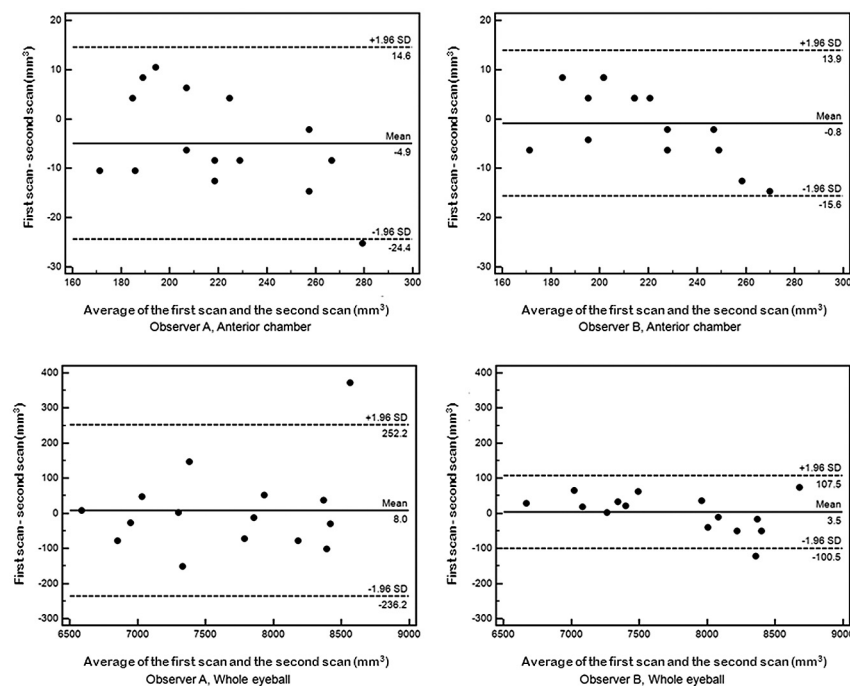 20
10
0
-10
-20
-30
160 180 200 220 240 260 280 300
First scan - second scan (mm³)
+1.96 SD
14.6
Mean
-4.9
-1.96 SD
-24.4
Average of the first scan and the second scan (mm³)
Observer A, Anterior chamber
20
10
0
-10
-20
-30
160 180 200 220 240 260 280 300
First scan - second scan (mm³)
+1.96 SD
13.9
Mean
-0.8
-1.96 SD
-15.6
Average of the first scan and the second scan (mm³)
Observer B, Anterior chamber
400
300
200
100
0
-100
-200
-300
6500 7000 7500 8000 8500 9000
First scan - second scan (mm³)
+1.96 SD
252.2
Mean
8.0
-1.96 SD
-236.2
Average of the first scan and the second scan (mm³)
Observer A, Whole eyeball
400
300
200
100
0
-100
-200
-300
6500 7000 7500 8000 8500 9000
First scan - second scan (mm³)
+1.96 SD
107.5
Mean
3.5
-1.96 SD
-100.5
Average of the first scan and the second scan (mm³)
Observer B, Whole eyeball